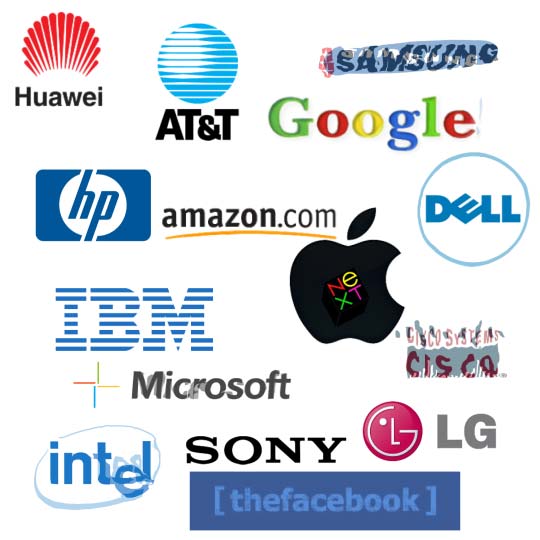 Huawei
AT&T
SAMSUNG
Google
hp
amazon.com
DELL
NeXT
IBM
CISCO SYSTEMS
CISCO
Microsoft
intel
SONY
LG
[ thefacebook ]